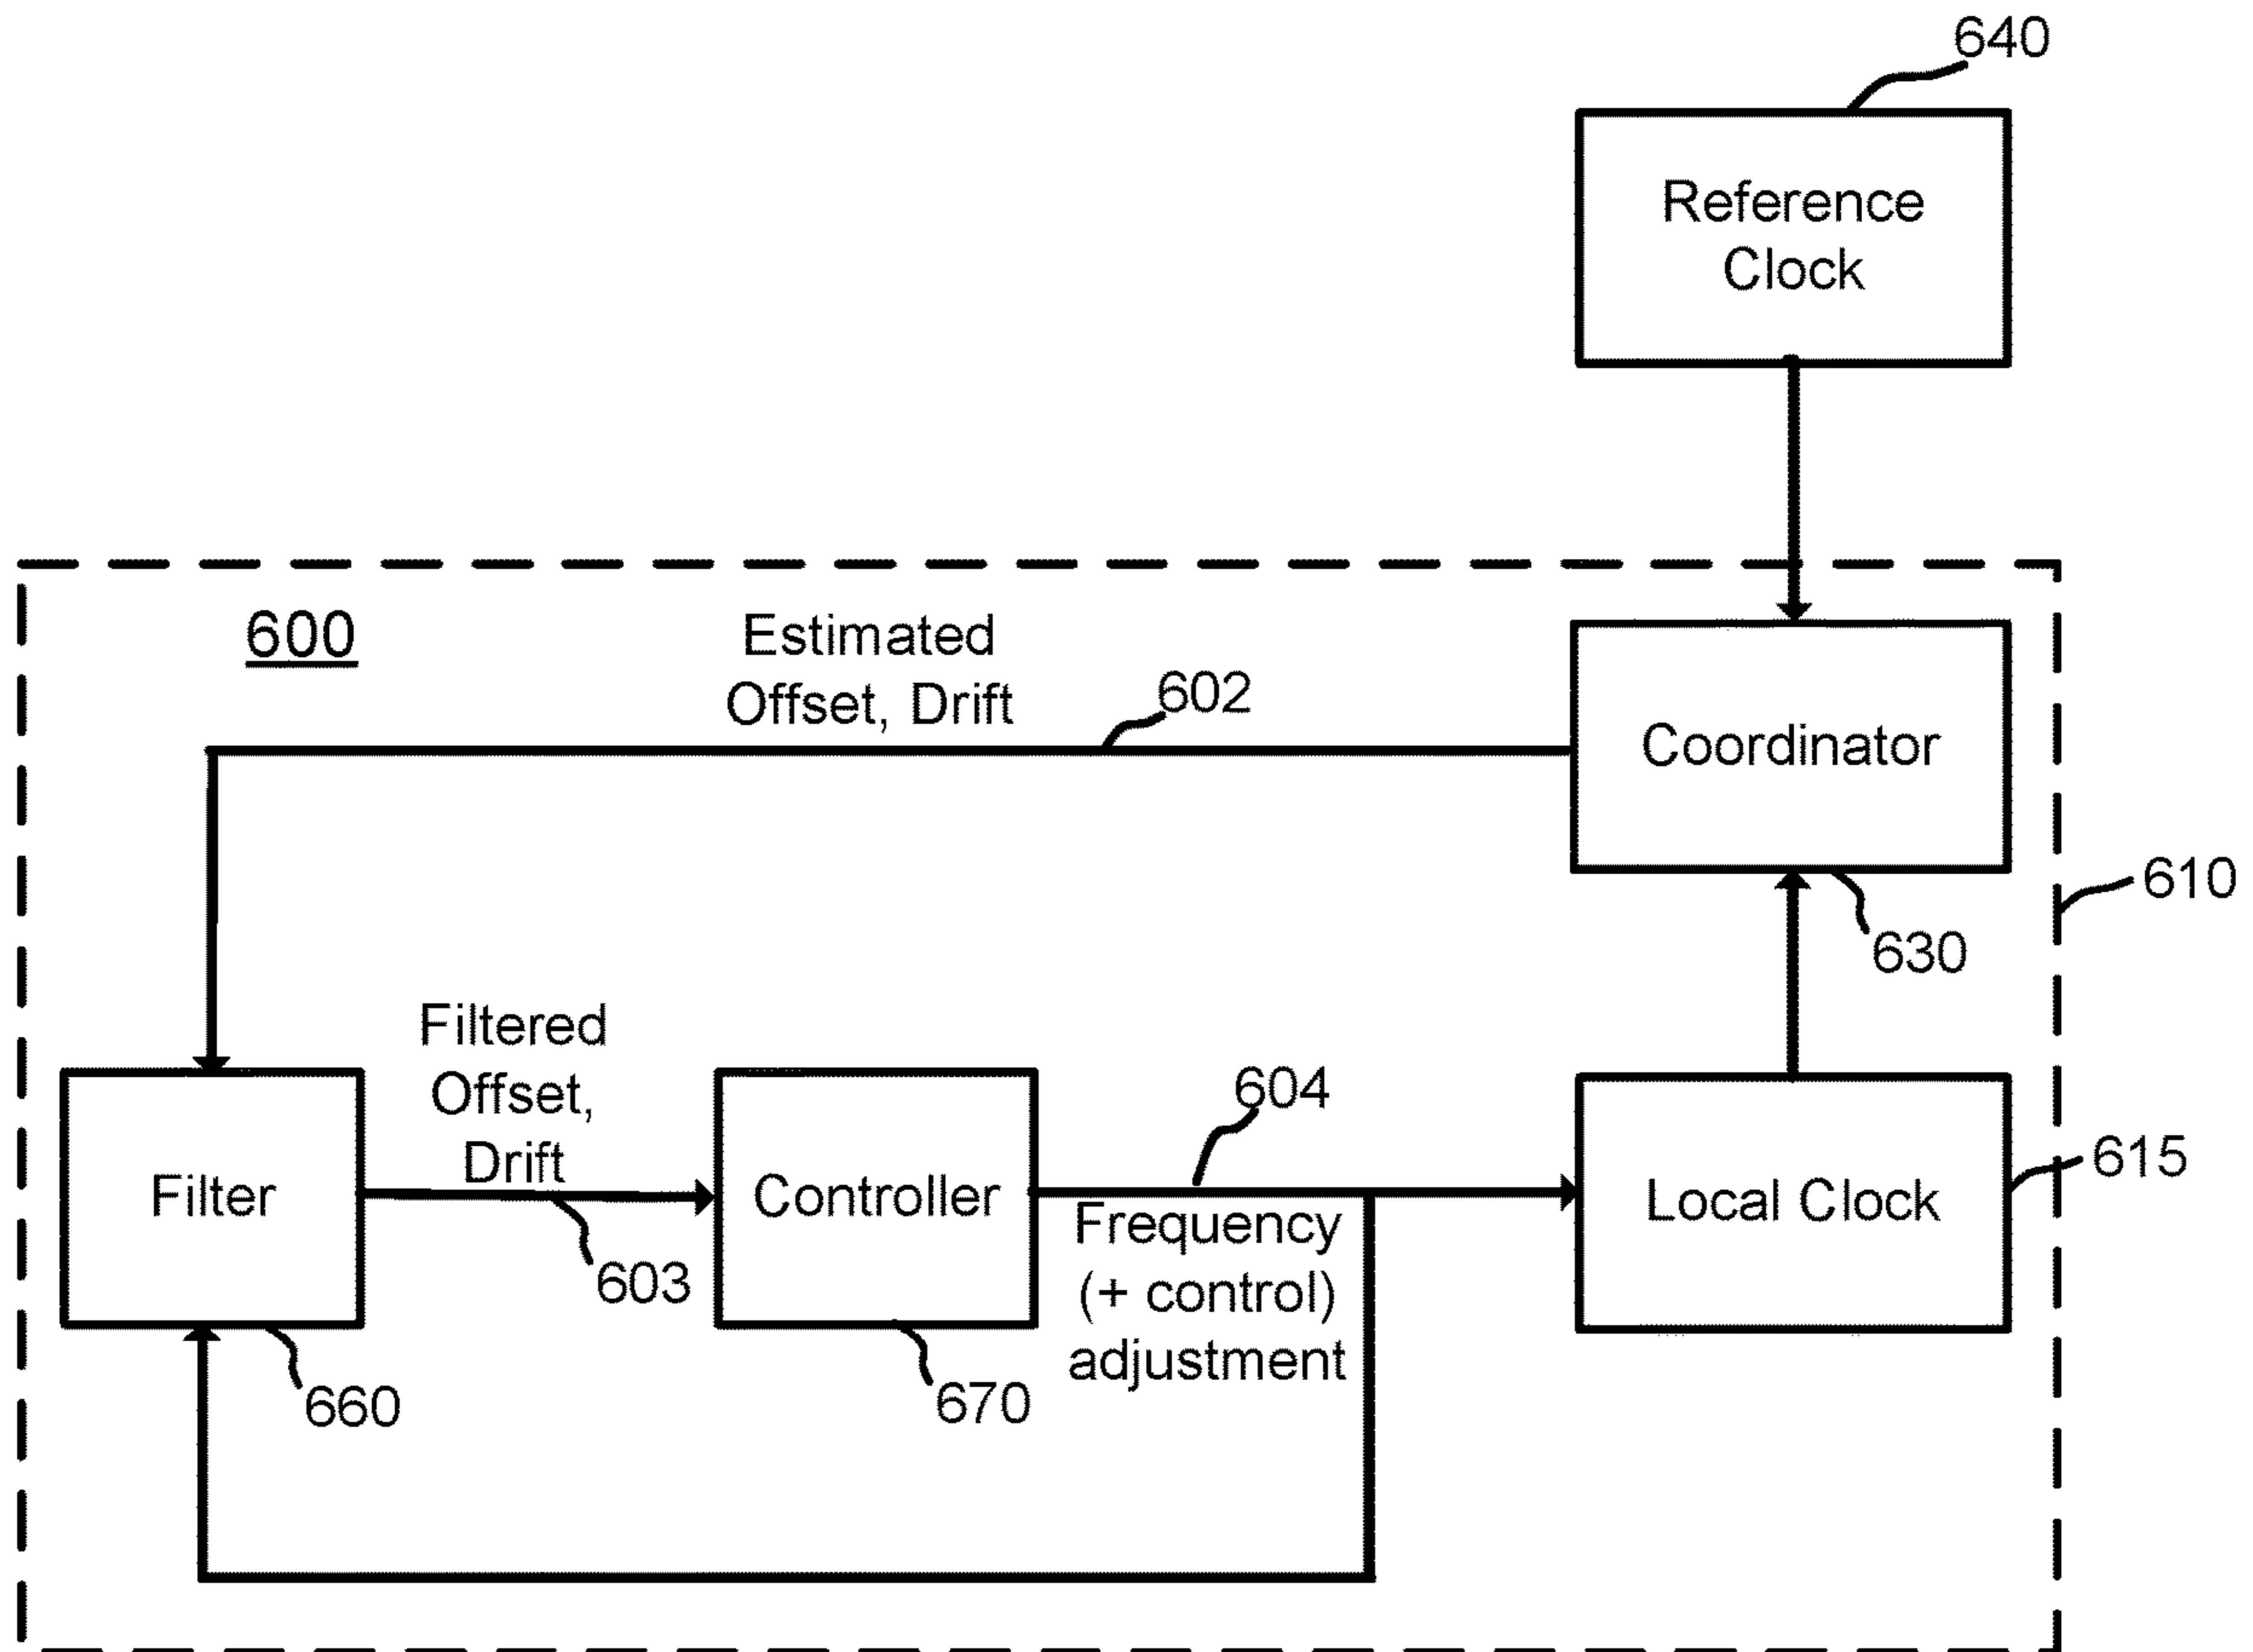 640
Reference
Clock
600
Estimated
Offset, Drift
602
Coordinator
610
630
Filtered
Offset,
Drift
604
Filter
Controller
Local Clock
615
603
Frequency
(+ control)
adjustment
660
670